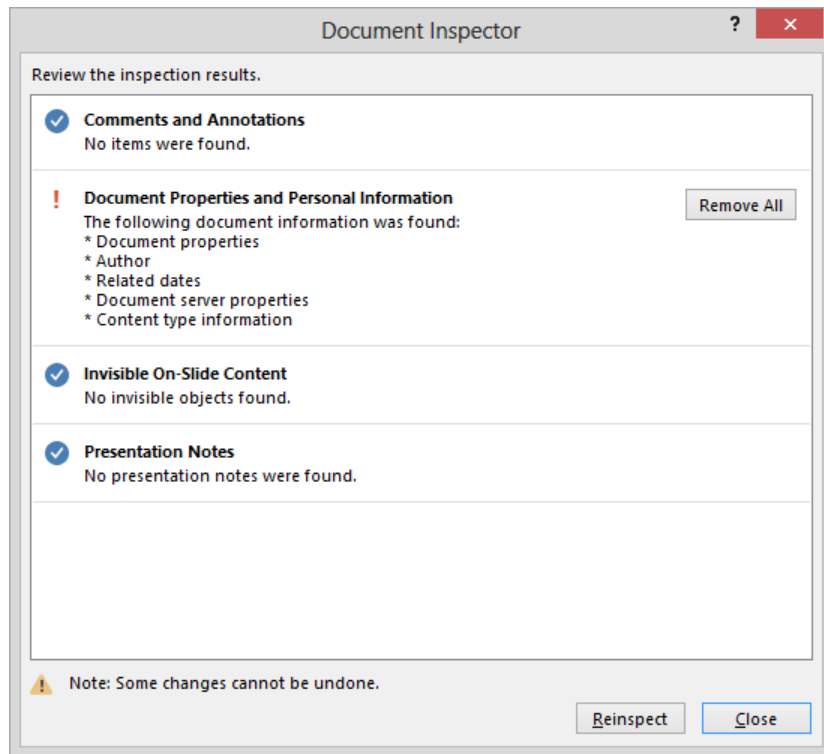 Document Inspector
?
Review the inspection results.
Comments and Annotations
No items were found.
! Document Properties and Personal Information
Remove All
The following document information was found:
* Document properties
* Author
* Related dates
* Document server properties
* Content type information
Invisible On-Slide Content
No invisible objects found.
Presentation Notes
No presentation notes were found.
Note: Some changes cannot be undone.
Reinspect
Close